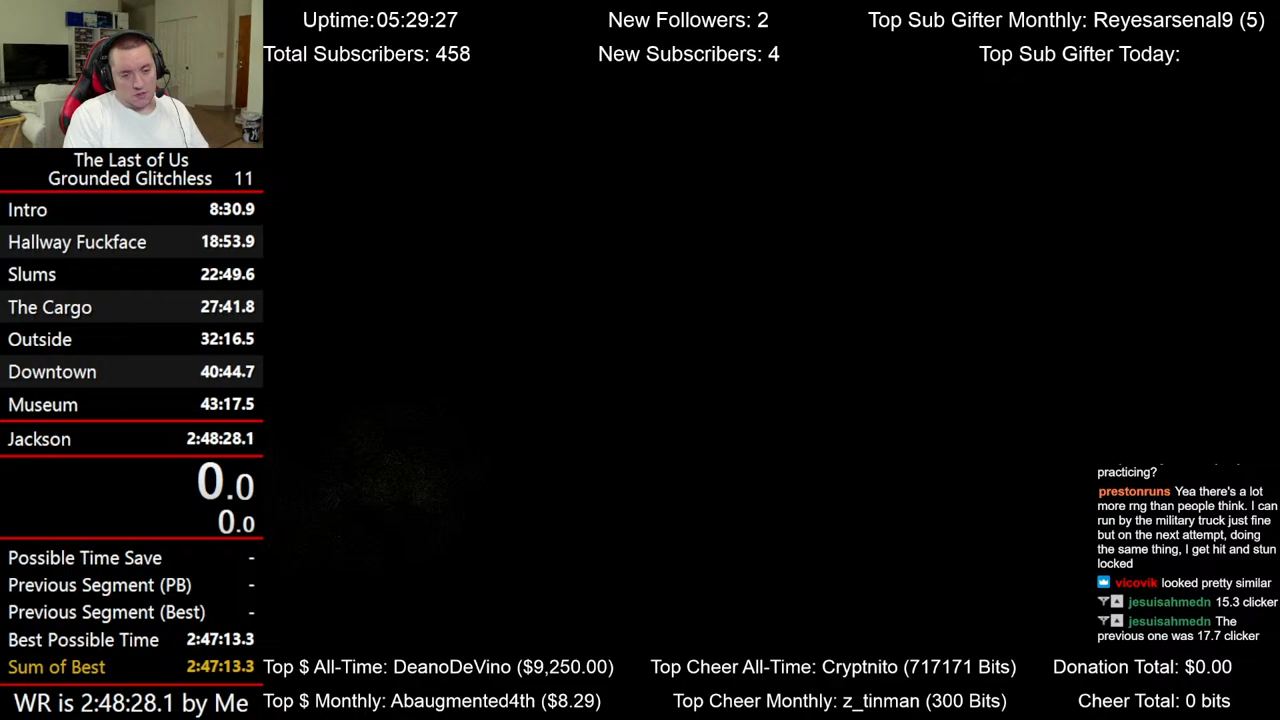 Uptime:05:29:27
New Followers: 2
Top Sub Gifter Monthly: Reyesarsenal9 (5)
Total Subscribers: 458
New Subscribers: 4
Top Sub Gifter Today:
The Last of Us
Grounded Glitchless 11
Intro 8:30.9
Hallway Fuckface 18:53.9
Slums 22:49.6
The Cargo 27:41.8
Outside 32:16.5
Downtown 40:44.7
Museum 43:17.5
Jackson 2:48:28.1
0.0
0.0
Possible Time Save -
Previous Segment (PB) -
Previous Segment (Best) -
Best Possible Time 2:47:13.3
Sum of Best 2:47:13.3
WR is 2:48:28.1 by Me
practicing?
prestonruns Yea there's a lot
more rng than people think. I can
run by the military truck just fine
but on the next attempt, doing
the same thing, I get hit and stun
locked
vicovik looked pretty similar
jesuisahmedn 15.3 clicker
jesuisahmedn The
previous one was 17.7 clicker
Top $ All-Time: DeanoDeVino ($9,250.00)
Top Cheer All-Time: Cryptnito (717171 Bits)
Donation Total: $0.00
Top $ Monthly: Abaugmented4th ($8.29)
Top Cheer Monthly: z_tinman (300 Bits)
Cheer Total: 0 bits